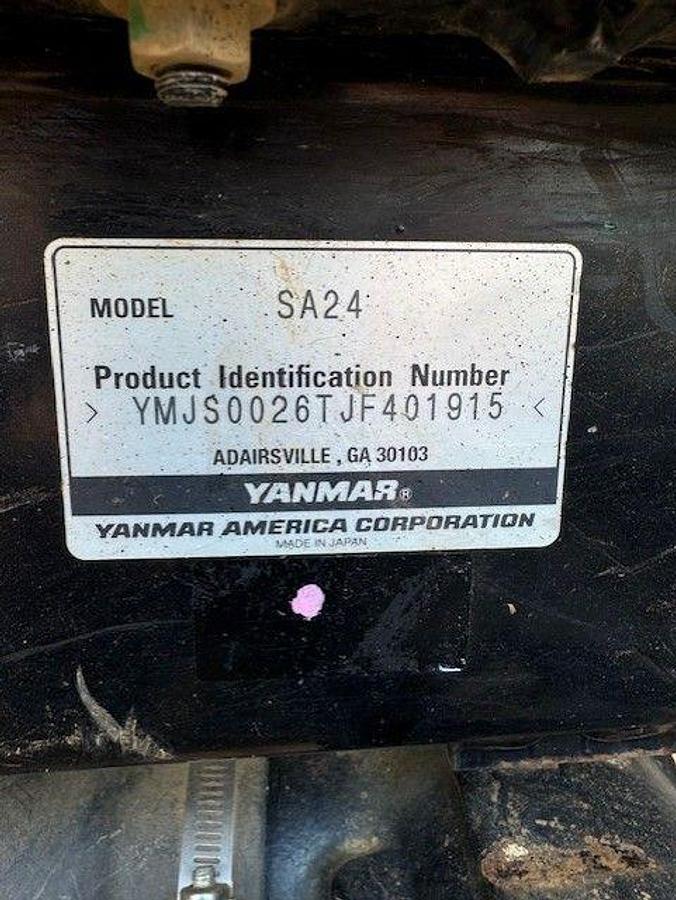 MODEL SA24
Product Identification Number
> YMJS0026TJF401915 <
ADAIRSVILLE , GA 30103
YANMAR®
YANMAR AMERICA CORPORATION
MADE IN JAPAN